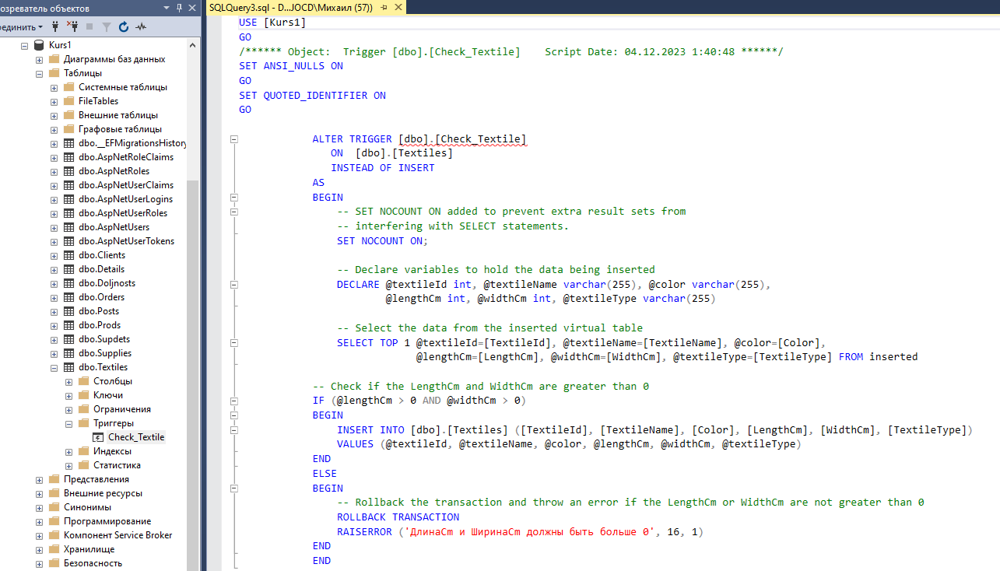 озреватель объектов
единить
Kurs1
Диаграммы баз данных
Таблицы
Системные таблицы
FileTables
Внешние таблицы
Графовые таблицы
dbo.__EFMigrationsHistory
dbo.AspNetRoleClaims
dbo.AspNetRoles
dbo.AspNetUserClaims
dbo.AspNetUserLogins
dbo.AspNetUserRoles
dbo.AspNetUsers
dbo.AspNetUserTokens
dbo.Clients
dbo.Details
dbo.Doljnosts
dbo.Orders
dbo.Posts
dbo.Prods
dbo.Supdets
dbo.Supplies
dbo.Textiles
Столбцы
Ключи
Ограничения
Триггеры
Check_Textile
Индексы
Статистика
Представления
Внешние ресурсы
Синонимы
Программирование
Компонент Service Broker
Хранилище
Безопасность
SQLQuery3.sql - D...JOCD\Михаил (57))
USE [Kurs1]
GO
/****** Object:  Trigger [dbo].[Check_Textile]    Script Date: 04.12.2023 1:40:48 ******/
SET ANSI_NULLS ON
GO
SET QUOTED_IDENTIFIER ON
GO
ALTER TRIGGER [dbo].[Check_Textile]
ON  [dbo].[Textiles]
INSTEAD OF INSERT
AS
BEGIN
-- SET NOCOUNT ON added to prevent extra result sets from
-- interfering with SELECT statements.
SET NOCOUNT ON;
-- Declare variables to hold the data being inserted
DECLARE @textileId int, @textileName varchar(255), @color varchar(255),
@lengthCm int, @widthCm int, @textileType varchar(255)
-- Select the data from the inserted virtual table
SELECT TOP 1 @textileId=[TextileId], @textileName=[TextileName], @color=[Color],
@lengthCm=[LengthCm], @widthCm=[WidthCm], @textileType=[TextileType] FROM inserted
-- Check if the LengthCm and WidthCm are greater than 0
IF (@lengthCm > 0 AND @widthCm > 0)
BEGIN
INSERT INTO [dbo].[Textiles] ([TextileId], [TextileName], [Color], [LengthCm], [WidthCm], [TextileType])
VALUES (@textileId, @textileName, @color, @lengthCm, @widthCm, @textileType)
END
ELSE
BEGIN
-- Rollback the transaction and throw an error if the LengthCm or WidthCm are not greater than 0
ROLLBACK TRANSACTION
RAISERROR ('ДлинаCm и ШиринаCm должны быть больше 0', 16, 1)
END
END